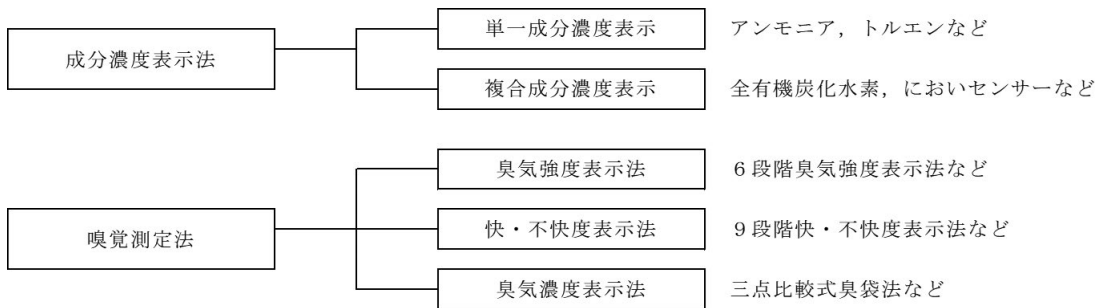 単一成分濃度表示 アンモニア，トルエンなど
成分濃度表示法
複合成分濃度表示 全有機炭化水素，においセンサーなど
臭気強度表示法 ６段階臭気強度表示法など
嗅覚測定法 快・不快度表示法 ９段階快・不快度表示法など
臭気濃度表示法 三点比較式臭袋法など